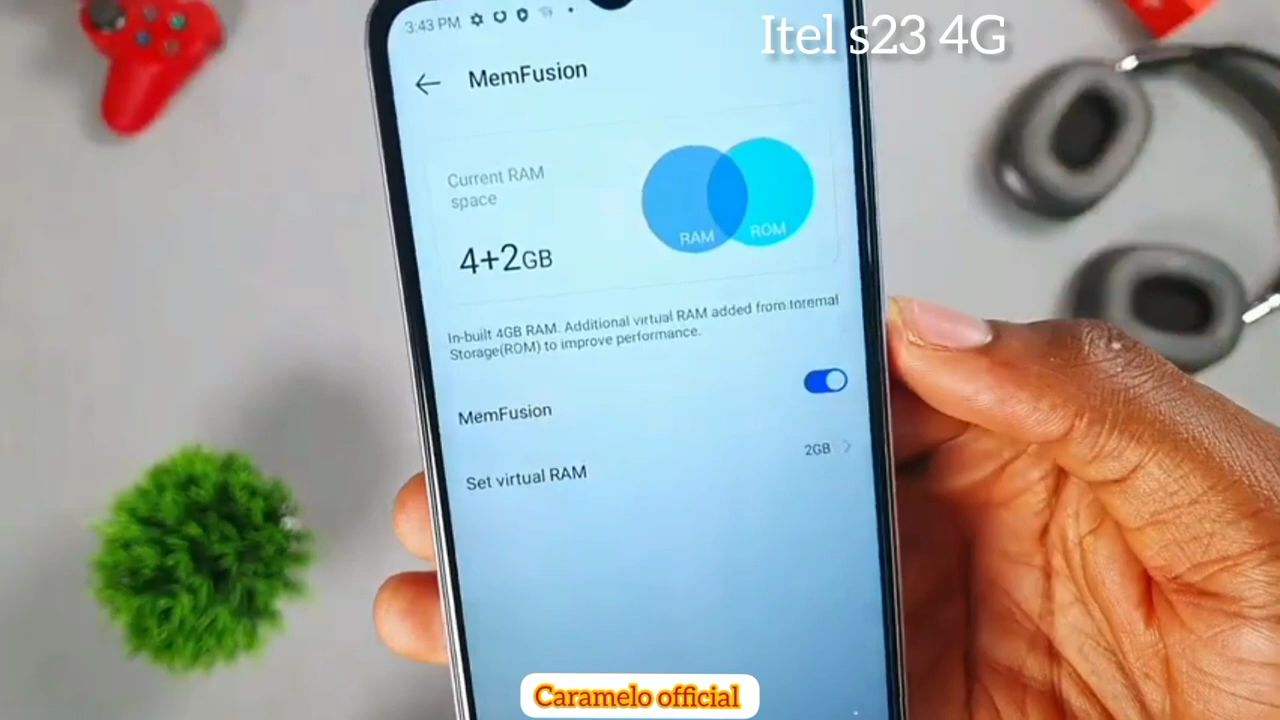 Itel s23 4G
3:43 PM
MemFusion
Current RAM
space
4+2GB
RAM
ROM
In-built 4GB RAM. Additional virtual RAM added from Internal
Storage(ROM) to improve performance.
MemFusion
Set virtual RAM
2GB
Caramelo official